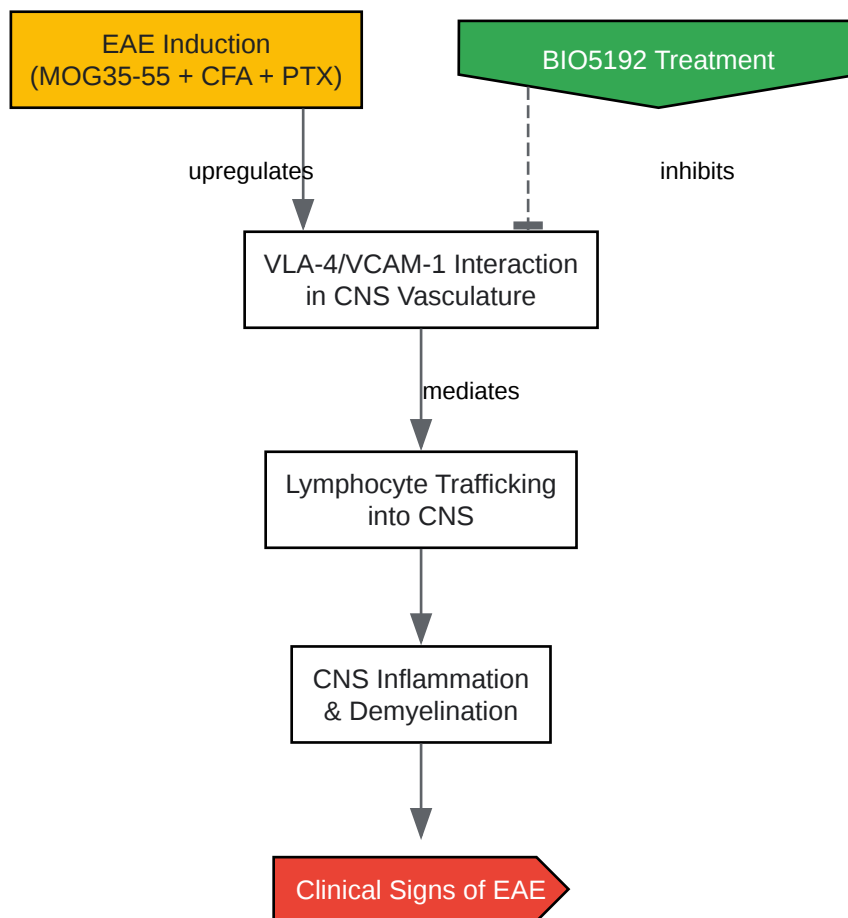 EAE Induction
(MOG35-55 + CFA + PTX)
BIO5192 Treatment
upregulates
inhibits
VLA-4/VCAM-1 Interaction
in CNS Vasculature
mediates
Lymphocyte Trafficking
into CNS
CNS Inflammation
& Demyelination
Clinical Signs of EAE